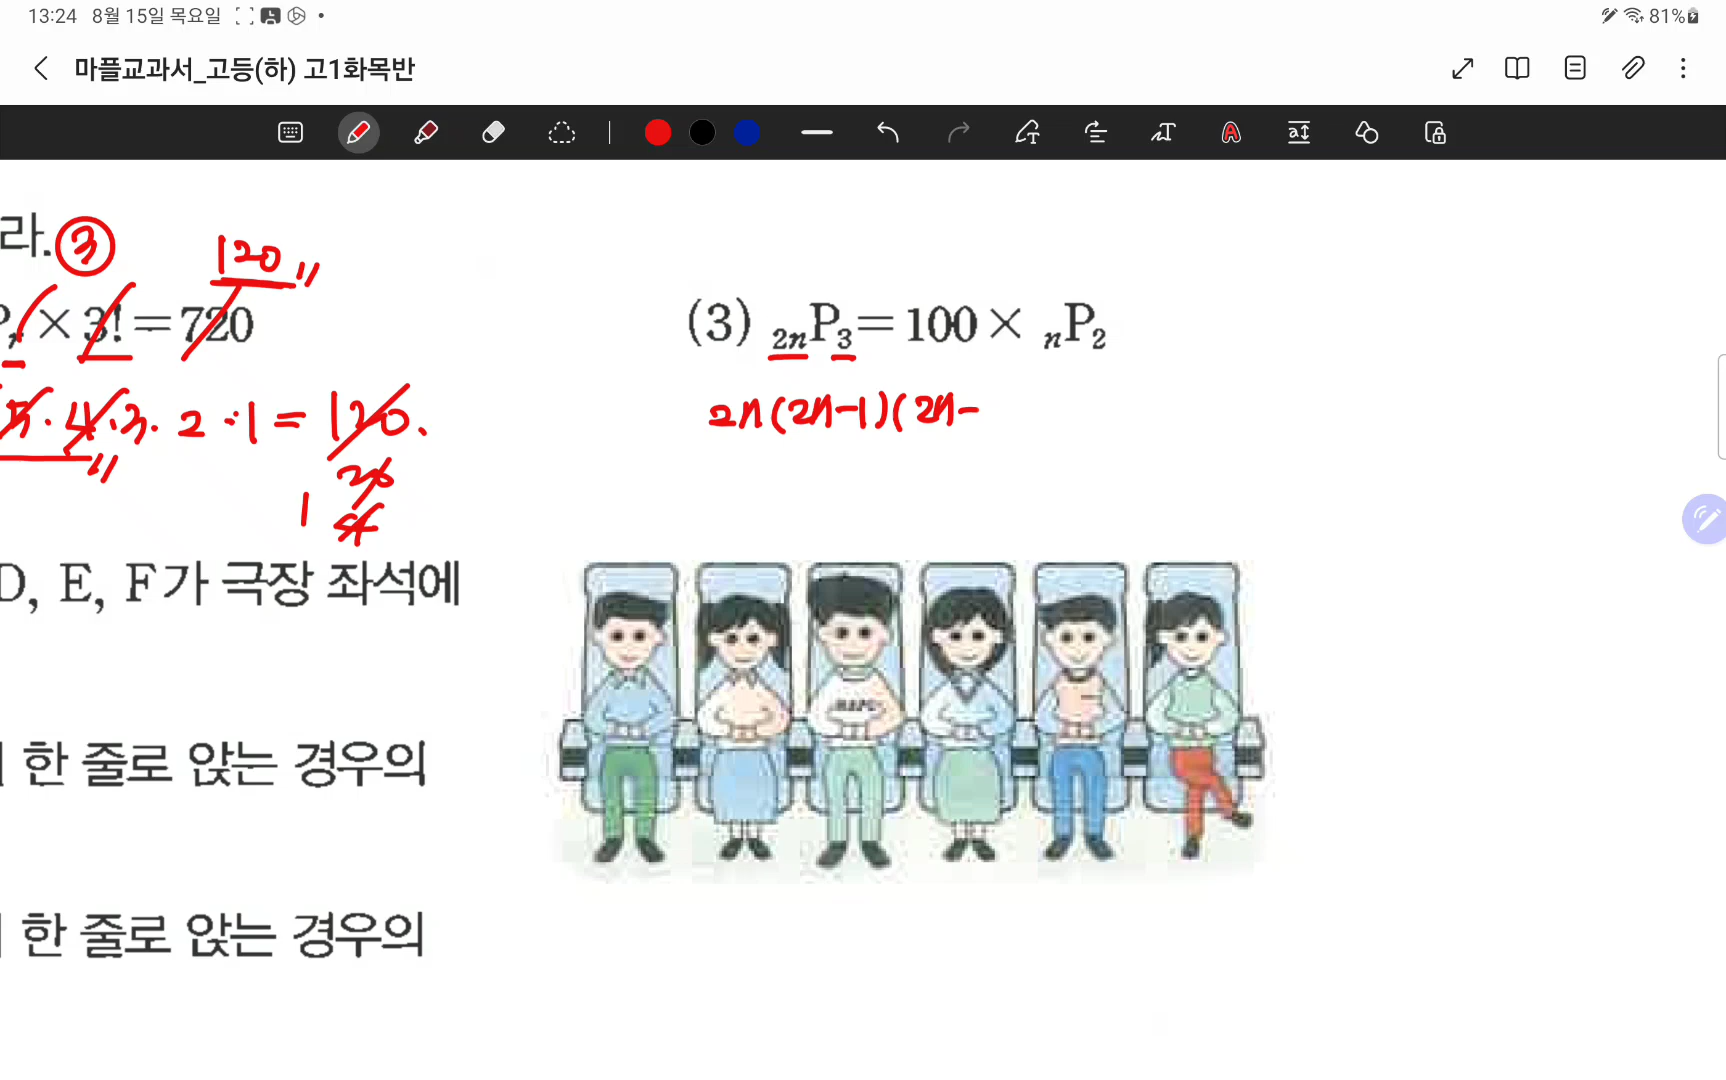 13:24 8월 15일 목요일
81%
마플교과서_고등(하) 고1화목반
라. ③
120 〃
× 3! = 720
(3) 2nP3 = 100 × nP2
5 · 4 · 3 · 2 · 1 = 120.
2n(2n-1)(2n-
1
D, E, F가 극장 좌석에
한 줄로 앉는 경우의
한 줄로 앉는 경우의